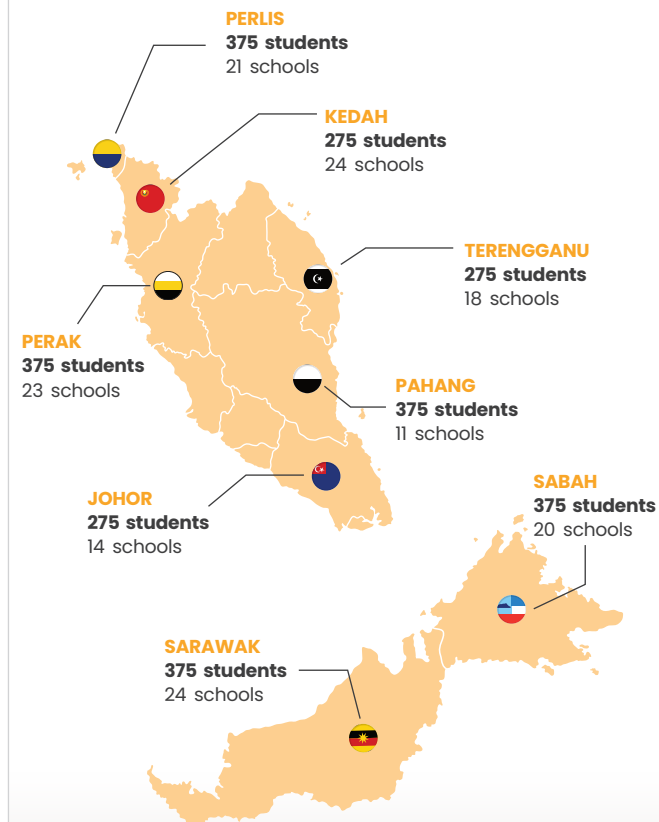 PERLIS
375 students
21 schools
KEDAH
275 students
24 schools
TERENGGANU
275 students
18 schools
PERAK
375 students
23 schools
PAHANG
375 students
11 schools
JOHOR
275 students
14 schools
SABAH
375 students
20 schools
SARAWAK
375 students
24 schools